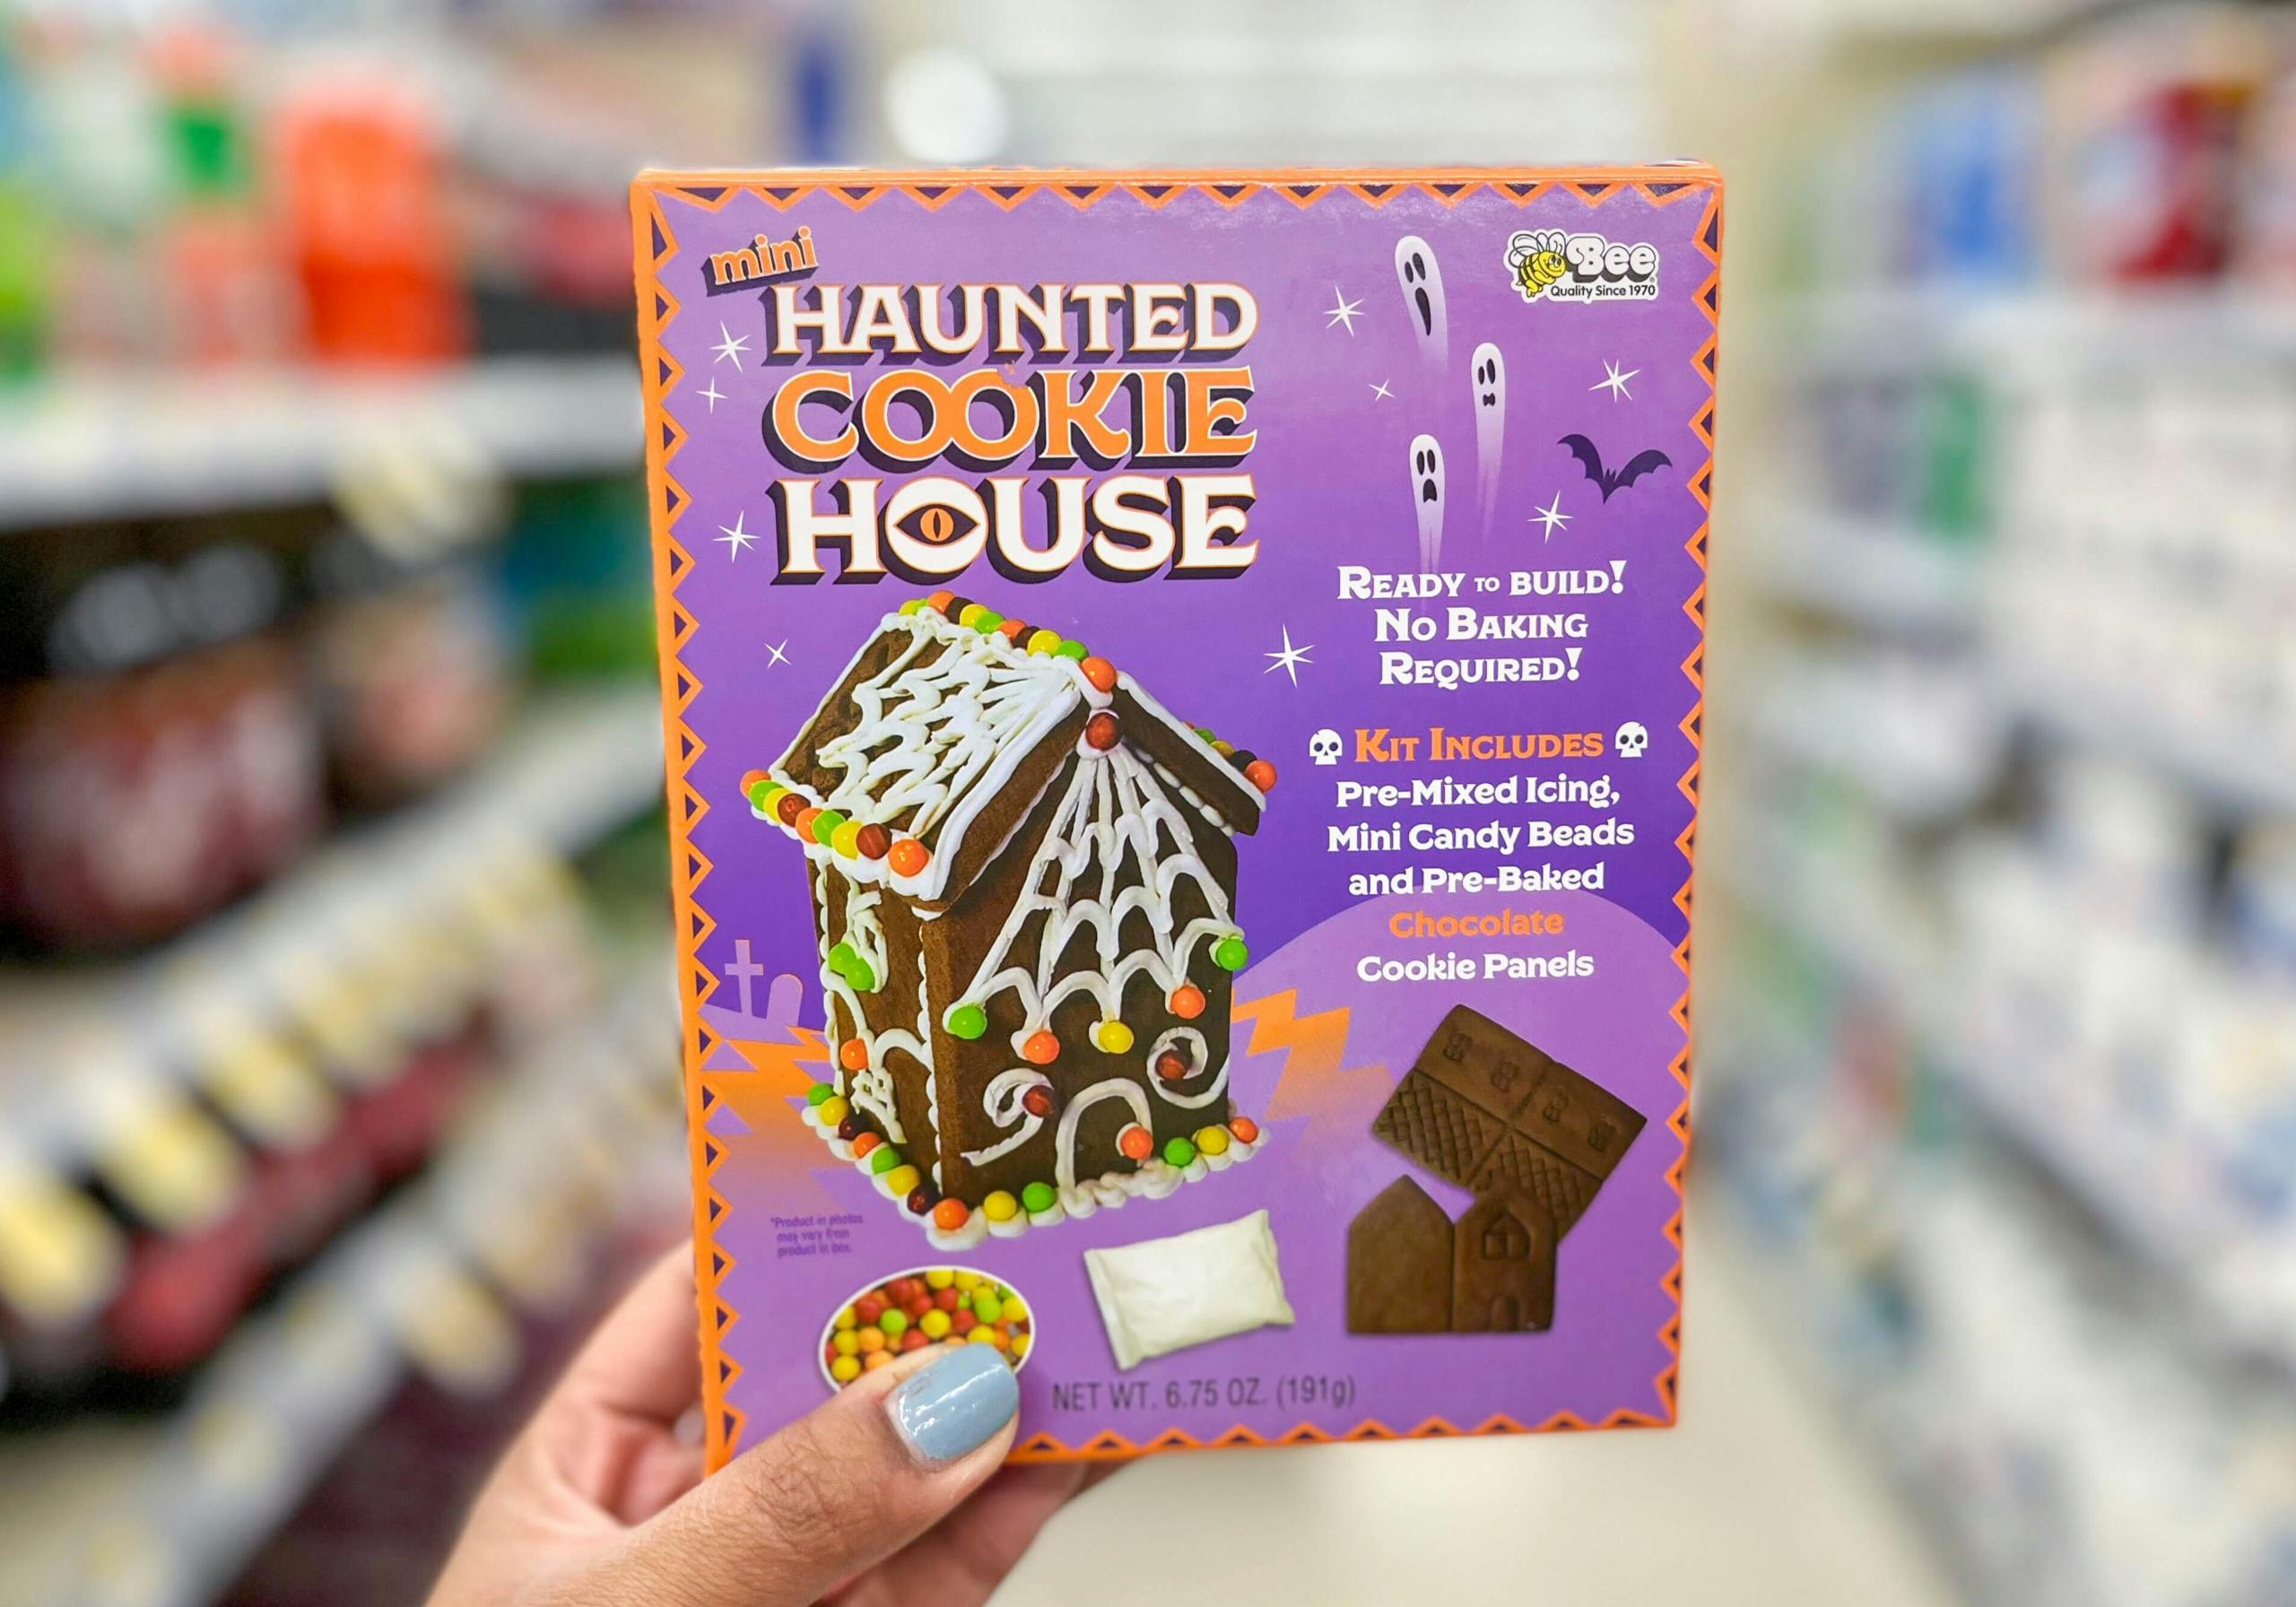 mini
HAUNTED
COOKIE
HOUSE
Bee
Quality Since 1970
READY TO BUILD!
NO BAKING
REQUIRED!
KIT INCLUDES
Pre-Mixed Icing,
Mini Candy Beads
and Pre-Baked
Chocolate
Cookie Panels
*Product in photos
may vary from
product in box.
NET WT. 6.75 OZ. (191g)